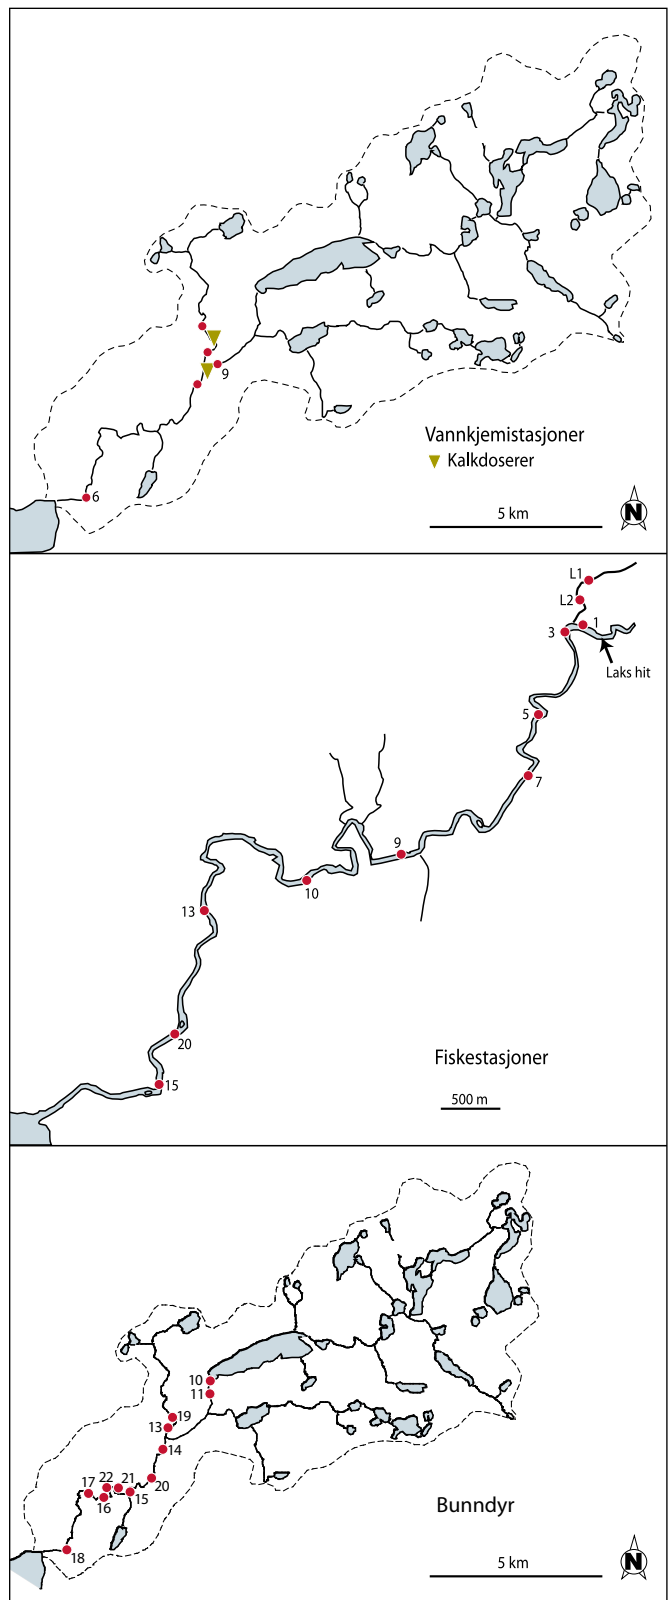 9
Vannkjemistasjoner
Kalkdoserer
6
5 km
N
L1
L2
1
3
Laks hit
5
7
9
10
13
20
Fiskestasjoner
15
500 m
10
11
19
13
14
22
21
17
20
15
16
Bunndyr
18
5 km
N